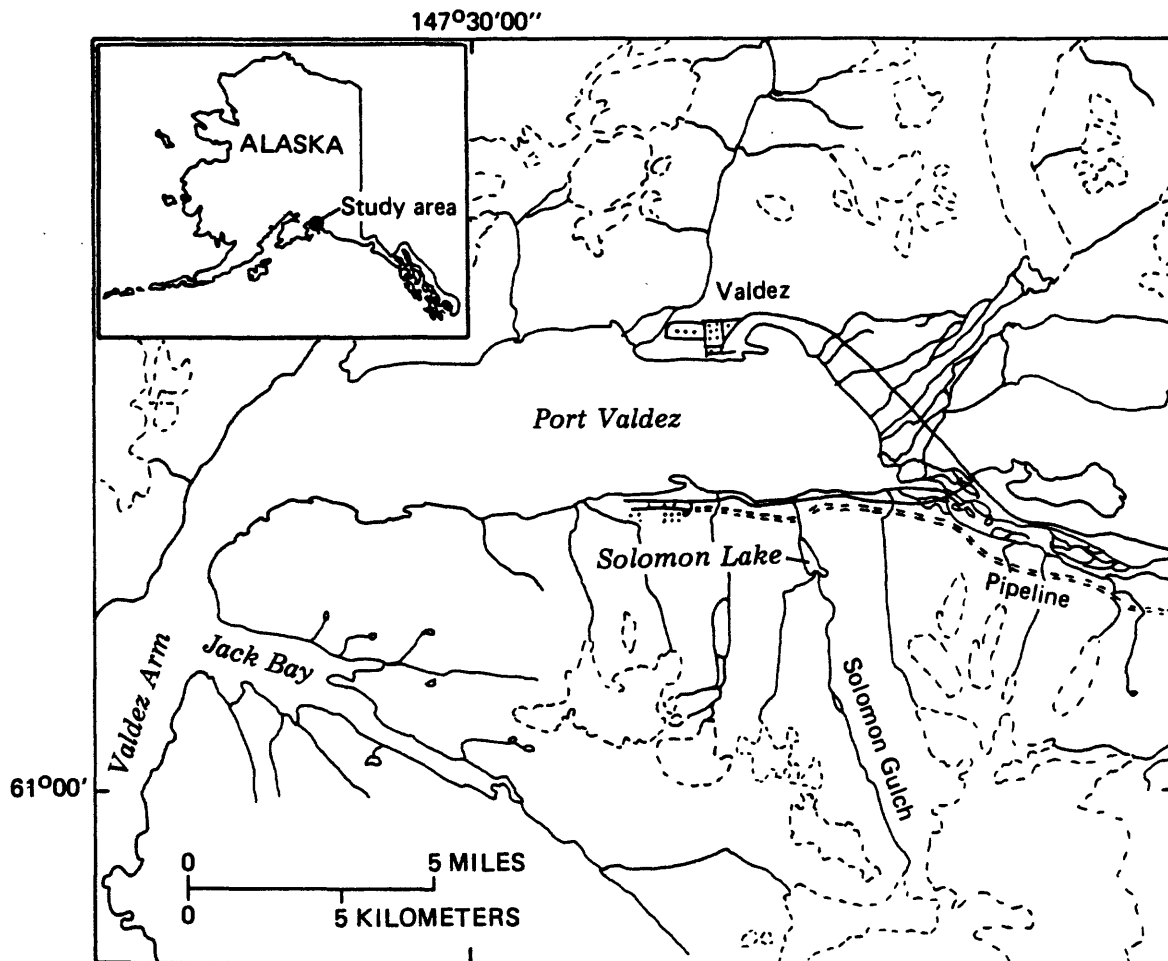 147°30'00"
ALASKA
Study area
Valdez
Port Valdez
Solomon Lake
Pipeline
Jack Bay
Valdez Arm
Solomon Gulch
61°00'
0 5 MILES
0 5 KILOMETERS